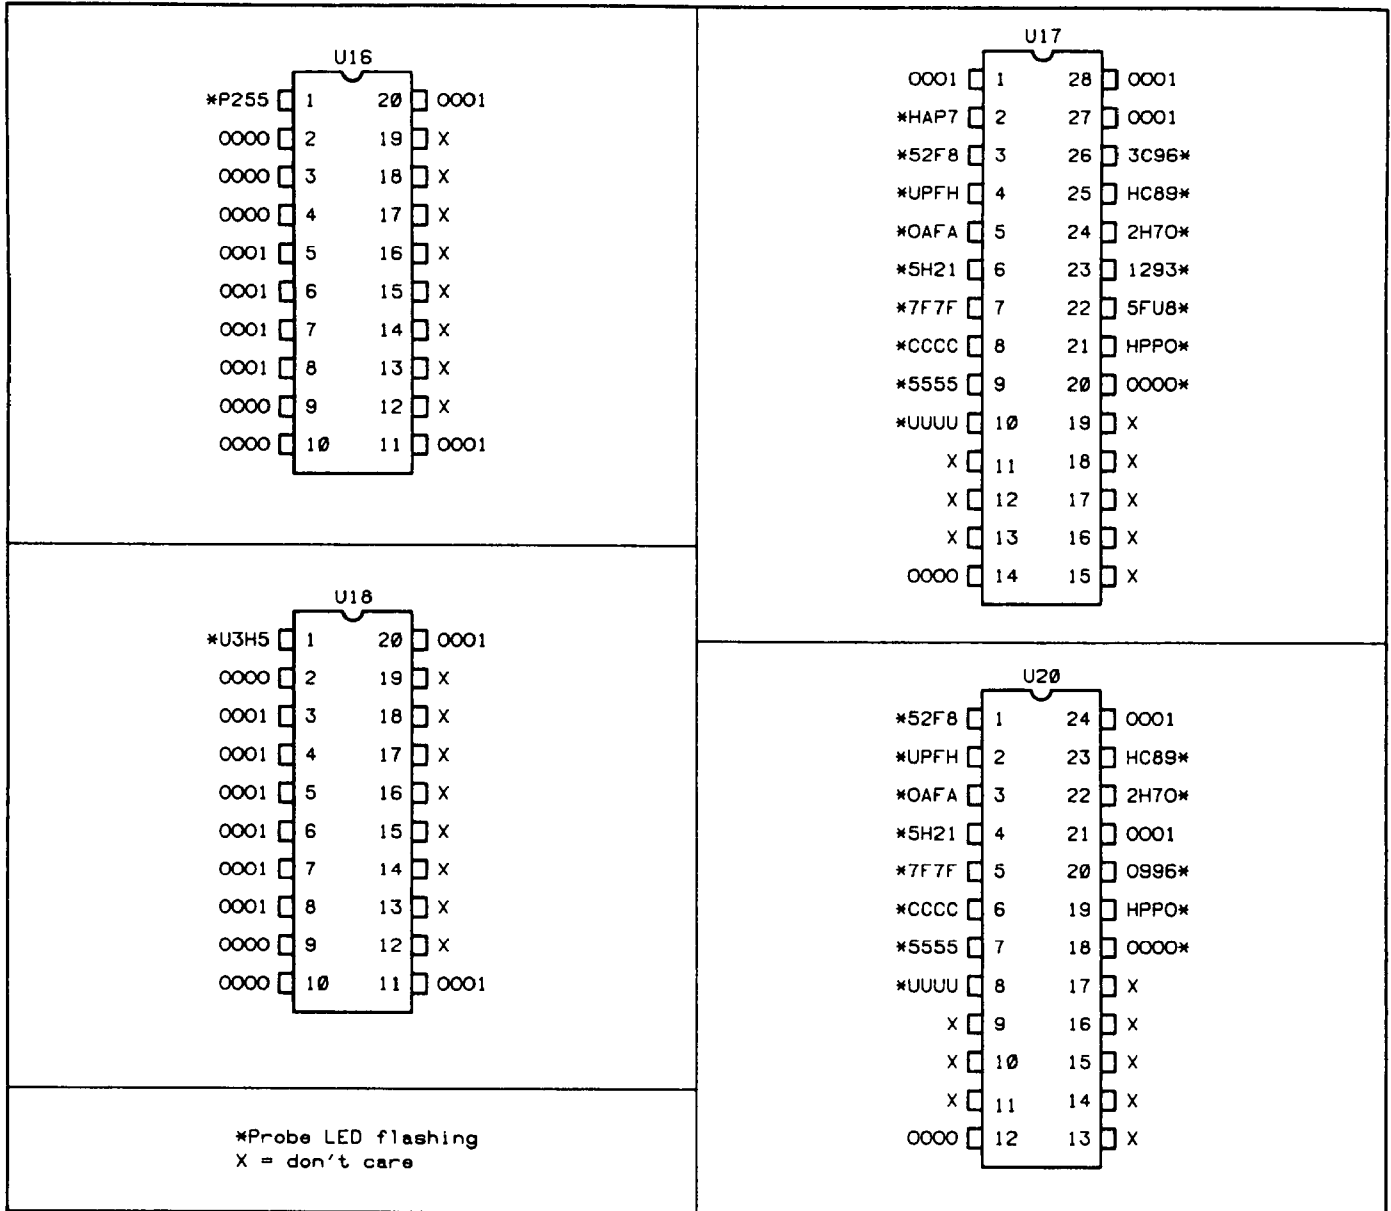 U16
*P255 1 20 0001
0000 2 19 X
0000 3 18 X
0000 4 17 X
0001 5 16 X
0001 6 15 X
0001 7 14 X
0001 8 13 X
0000 9 12 X
0000 10 11 0001
U18
*U3H5 1 20 0001
0000 2 19 X
0001 3 18 X
0001 4 17 X
0001 5 16 X
0001 6 15 X
0001 7 14 X
0001 8 13 X
0000 9 12 X
0000 10 11 0001
*Probe LED flashing
X = don't care
U17
0001 1 28 0001
*HAP7 2 27 0001
*52F8 3 26 3C96*
*UPFH 4 25 HC89*
*0AFA 5 24 2H70*
*5H21 6 23 1293*
*7F7F 7 22 5FU8*
*CCCC 8 21 HPP0*
*5555 9 20 0000*
*UUUU 10 19 X
X 11 18 X
X 12 17 X
X 13 16 X
0000 14 15 X
U20
*52F8 1 24 0001
*UPFH 2 23 HC89*
*0AFA 3 22 2H70*
*5H21 4 21 0001
*7F7F 5 20 0996*
*CCCC 6 19 HPP0*
*5555 7 18 0000*
*UUUU 8 17 X
X 9 16 X
X 10 15 X
X 11 14 X
0000 12 13 X